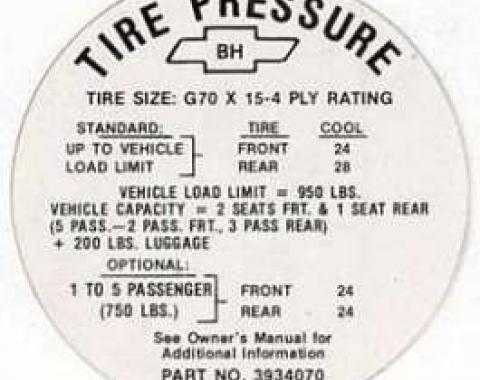 TIRE PRESSURE
BH
TIRE SIZE: G70 X 15-4 PLY RATING
STANDARD: TIRE COOL
UP TO VEHICLE FRONT 24
LOAD LIMIT REAR 28
VEHICLE LOAD LIMIT = 950 LBS.
VEHICLE CAPACITY = 2 SEATS FRT. & 1 SEAT REAR
(5 PASS.—2 PASS. FRT., 3 PASS REAR)
+ 200 LBS. LUGGAGE
OPTIONAL:
1 TO 5 PASSENGER FRONT 24
(750 LBS.) REAR 24
See Owner's Manual for
Additional Information
PART NO. 3934070